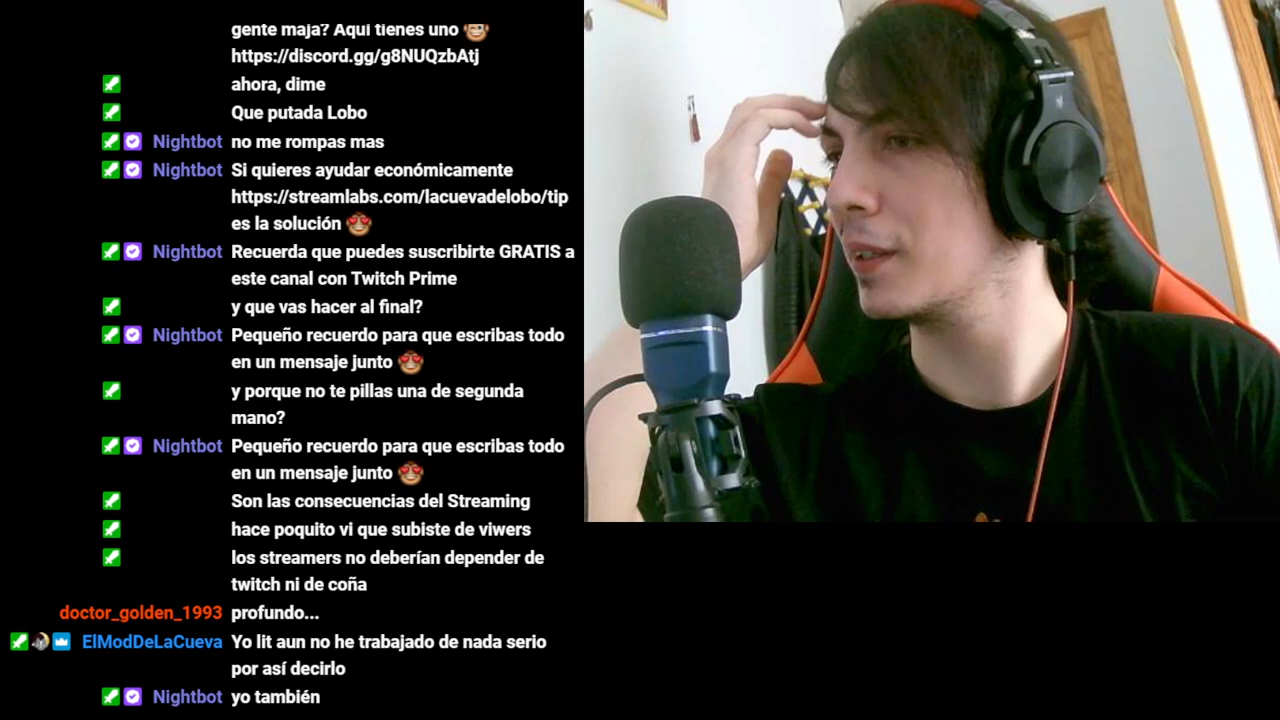 gente maja? Aqui tienes uno
https://discord.gg/g8NUQzbAtj
ahora, dime
Que putada Lobo
Nightbot no me rompas mas
Nightbot Si quieres ayudar económicamente
https://streamlabs.com/lacuevadelobo/tip
es la solución
Nightbot Recuerda que puedes suscribirte GRATIS a
este canal con Twitch Prime
y que vas hacer al final?
Nightbot Pequeño recuerdo para que escribas todo
en un mensaje junto
y porque no te pillas una de segunda
mano?
Nightbot Pequeño recuerdo para que escribas todo
en un mensaje junto
Son las consecuencias del Streaming
hace poquito vi que subiste de viwers
los streamers no deberían depender de
twitch ni de coña
doctor_golden_1993 profundo...
ElModDeLaCueva Yo lit aun no he trabajado de nada serio
por así decirlo
Nightbot yo también